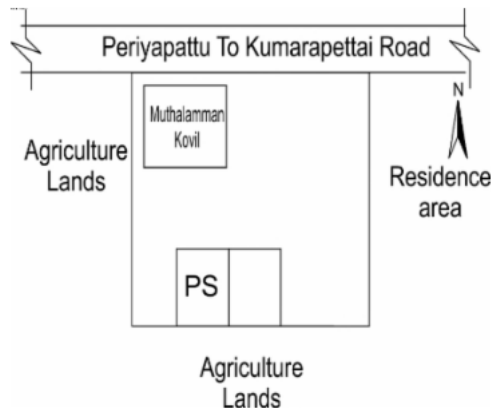 Periyapattu To Kumarapettai Road
N
Muthalamman
Kovil
Agriculture
Lands
Residence
area
PS
Agriculture
Lands